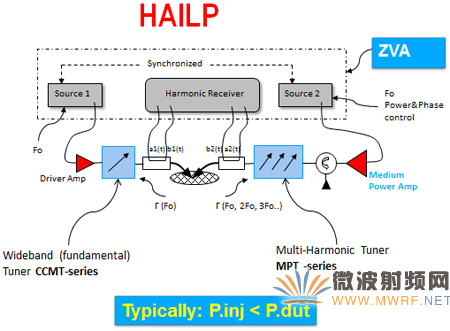 HAILP
ZVA
Synchronized
Source 1
Harmonic Receiver
Source 2
Fo
Power&Phase
control
Fo
a1(t)
b1(t)
b2(t)
a2(t)
Driver Amp
Medium
Power Amp
Γ (Fo)
Γ (Fo, 2Fo, 3Fo..)
Wideband (fundamental)
Tuner CCMT-series
Multi-Harmonic Tuner
MPT -series
微波射频网
WWW.MWRF.NET
Typically: P.inj < P.dut